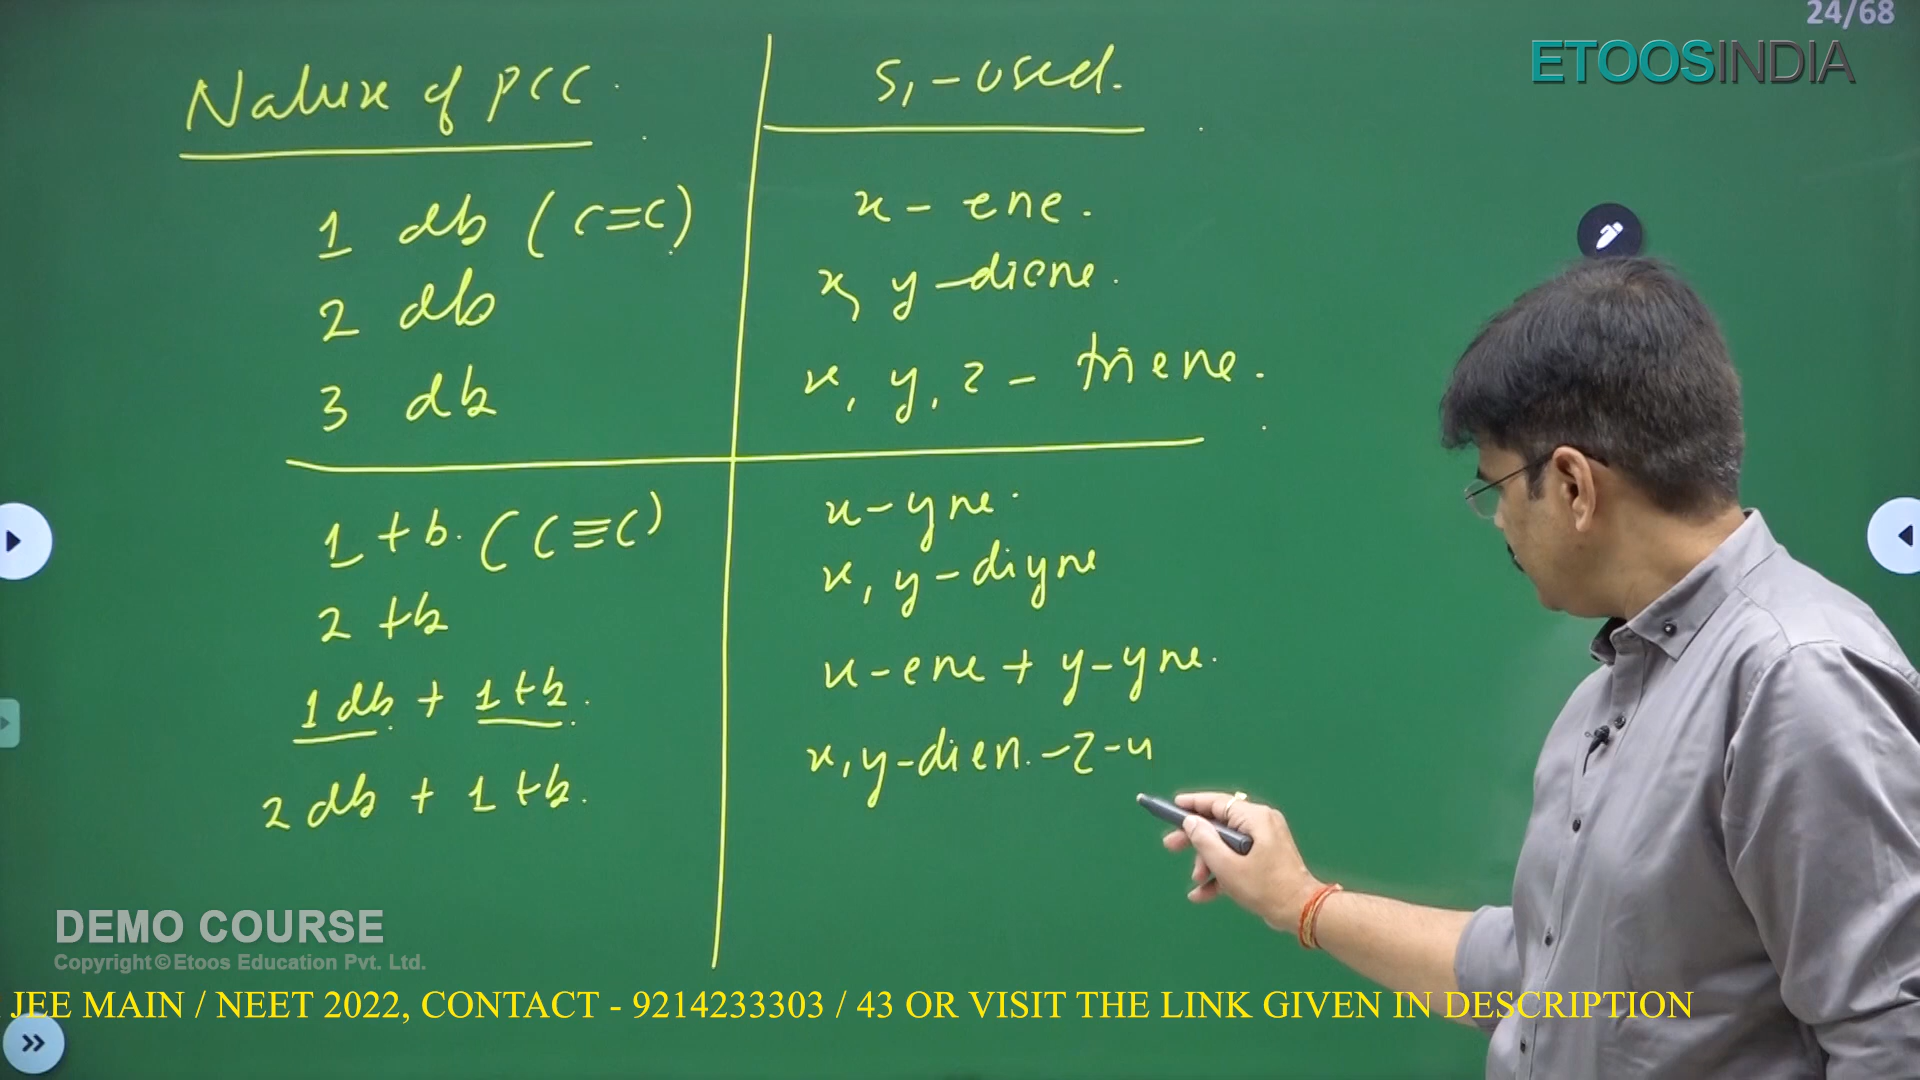 24/68
ETOOSINDIA
Nature of PCC.
S1 - used.
1 db (C=C)
x - ene.
2 db
x, y - diene.
3 db
x, y, z - triene.
1 tb. (C≡C)
x - yne.
2 tb
x, y - diyne
1 db + 1 tb.
x - ene + y - yne.
2 db + 1 tb.
x, y - dien. - z - y
DEMO COURSE
Copyright © Etoos Education Pvt. Ltd.
JEE MAIN / NEET 2022, CONTACT - 9214233303 / 43 OR VISIT THE LINK GIVEN IN DESCRIPTION